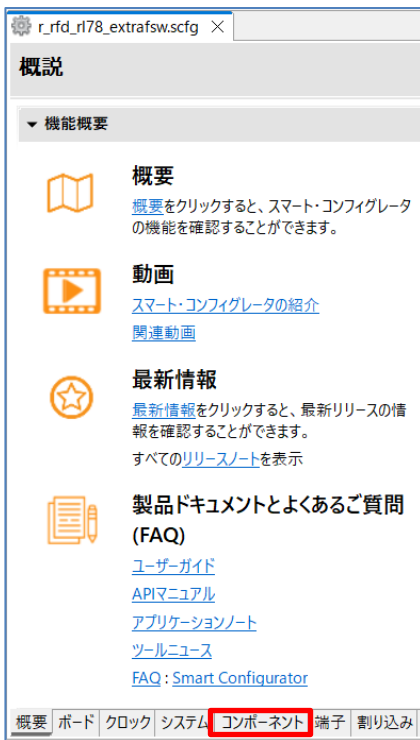 r_rfd_rl78_extrafsw.scfg
概説
機能概要
概要
概要をクリックすると、スマート・コンフィグレータ
の機能を確認することができます。
動画
スマート・コンフィグレータの紹介
関連動画
最新情報
最新情報をクリックすると、最新リリースの情
報を確認することができます。
すべてのリリースノートを表示
製品ドキュメントとよくあるご質問
(FAQ)
ユーザーガイド
APIマニュアル
アプリケーションノート
ツールニュース
FAQ : Smart Configurator
概要 ボード クロック システム コンポーネント 端子 割り込み